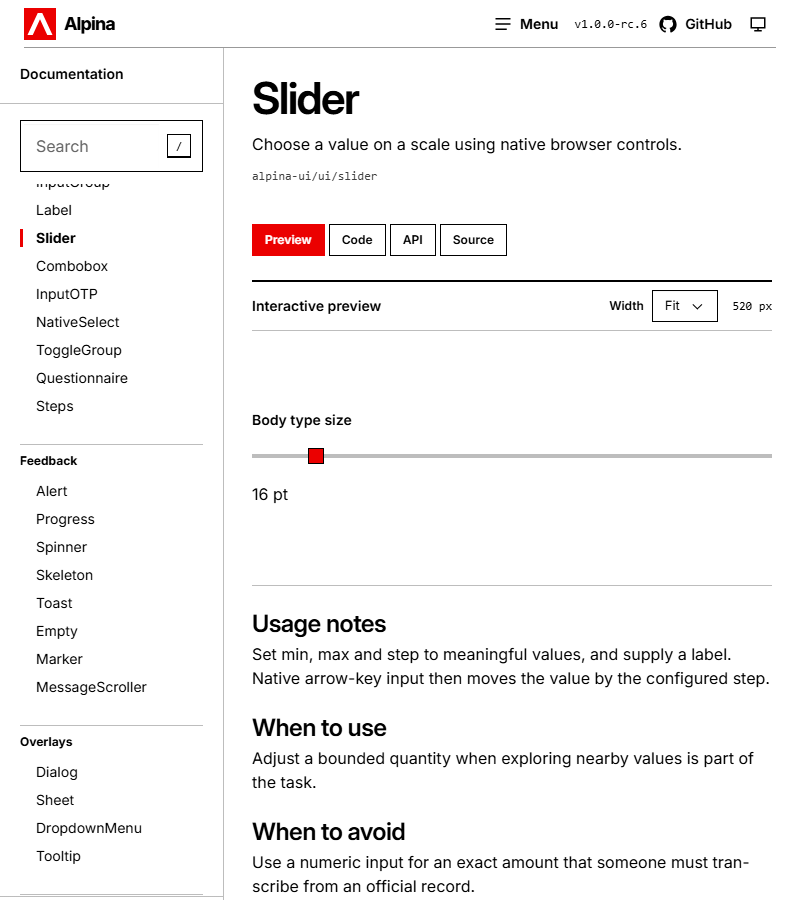 Alpina
Menu
v1.0.0-rc.6
GitHub
Documentation
Search
/
InputGroup
Label
Slider
Combobox
InputOTP
NativeSelect
ToggleGroup
Questionnaire
Steps
Feedback
Alert
Progress
Spinner
Skeleton
Toast
Empty
Marker
MessageScroller
Overlays
Dialog
Sheet
DropdownMenu
Tooltip
Slider
Choose a value on a scale using native browser controls.
alpina-ui/ui/slider
Preview
Code
API
Source
Interactive preview
Width
Fit
520 px
Body type size
16 pt
Usage notes
Set min, max and step to meaningful values, and supply a label.
Native arrow-key input then moves the value by the configured step.
When to use
Adjust a bounded quantity when exploring nearby values is part of
the task.
When to avoid
Use a numeric input for an exact amount that someone must tran-
scribe from an official record.